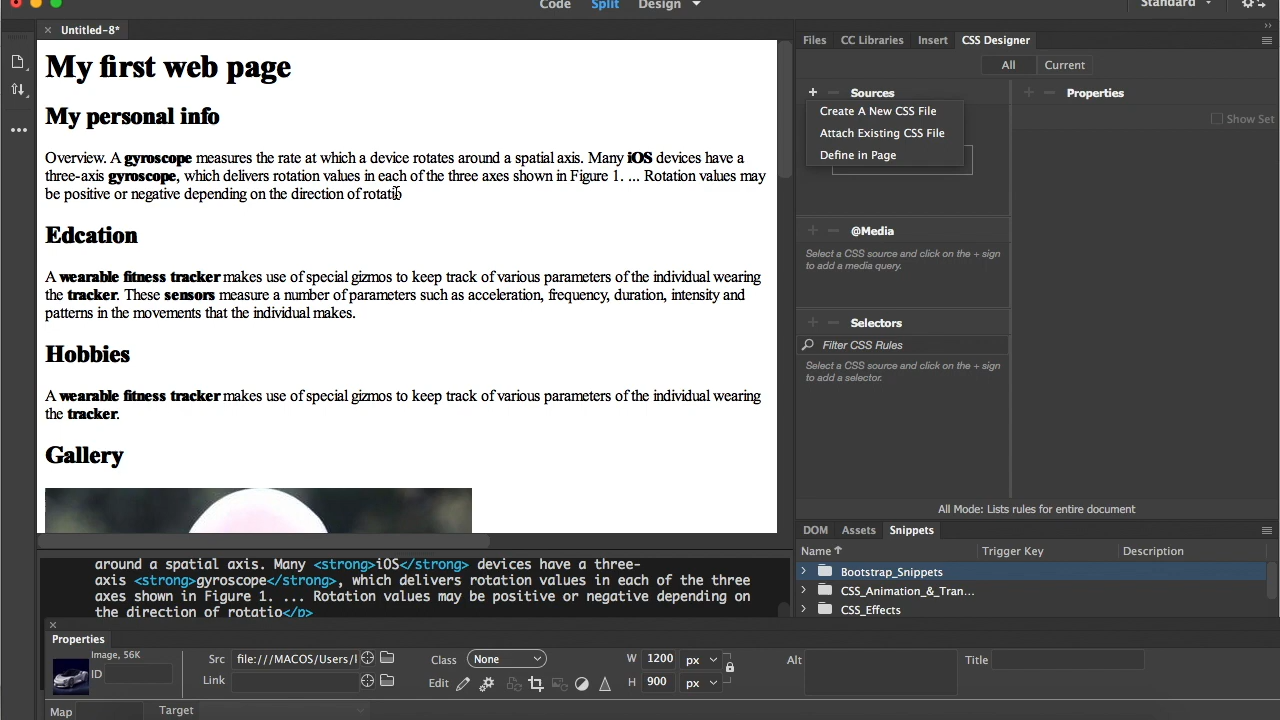 Code Split Design Standard
Untitled-8*
Files CC Libraries Insert CSS Designer
All Current
Sources
Properties
Create A New CSS File
Attach Existing CSS File
Define in Page
Show Set
@Media
Select a CSS source and click on the + sign
to add a media query.
Selectors
Filter CSS Rules
Select a CSS source and click on the + sign
to add a selector.
All Mode: Lists rules for entire document
My first web page
My personal info
Overview. A gyroscope measures the rate at which a device rotates around a spatial axis. Many iOS devices have a
three-axis gyroscope, which delivers rotation values in each of the three axes shown in Figure 1. ... Rotation values may
be positive or negative depending on the direction of rotatio
Edcation
A wearable fitness tracker makes use of special gizmos to keep track of various parameters of the individual wearing
the tracker. These sensors measure a number of parameters such as acceleration, frequency, duration, intensity and
patterns in the movements that the individual makes.
Hobbies
A wearable fitness tracker makes use of special gizmos to keep track of various parameters of the individual wearing
the tracker.
Gallery
around a spatial axis. Many <strong>iOS</strong> devices have a three-
axis <strong>gyroscope</strong>, which delivers rotation values in each of the three
axes shown in Figure 1. ... Rotation values may be positive or negative depending on
the direction of rotatio</p>
DOM Assets Snippets
Name Trigger Key Description
Bootstrap_Snippets
CSS_Animation_&_Tran...
CSS_Effects
Properties
Image, 56K
ID
Src file:///MACOS/Users/l
Class None
W 1200 px
Alt
Title
Link
Edit
H 900 px
Map
Target